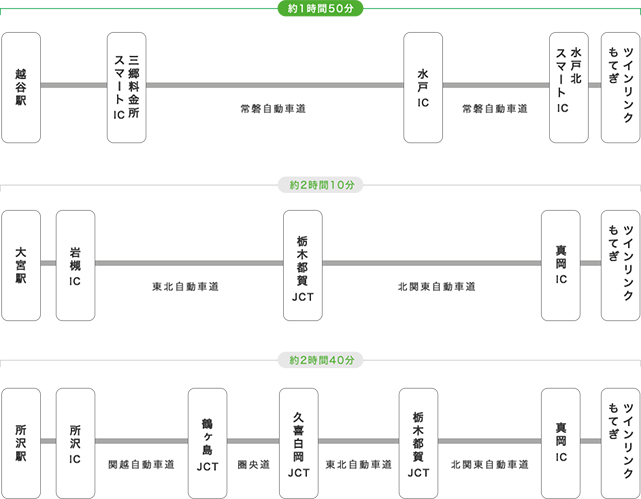 約1時間50分
越谷駅
三郷料金所
スマートIC
常磐自動車道
水戸IC
常磐自動車道
水戸北
スマートIC
ツインリンク
もてぎ
約2時間10分
大宮駅
岩槻IC
東北自動車道
栃木都賀JCT
北関東自動車道
真岡IC
ツインリンク
もてぎ
約2時間40分
所沢駅
所沢IC
関越自動車道
鶴ヶ島JCT
圏央道
久喜白岡JCT
東北自動車道
栃木都賀JCT
北関東自動車道
真岡IC
ツインリンク
もてぎ